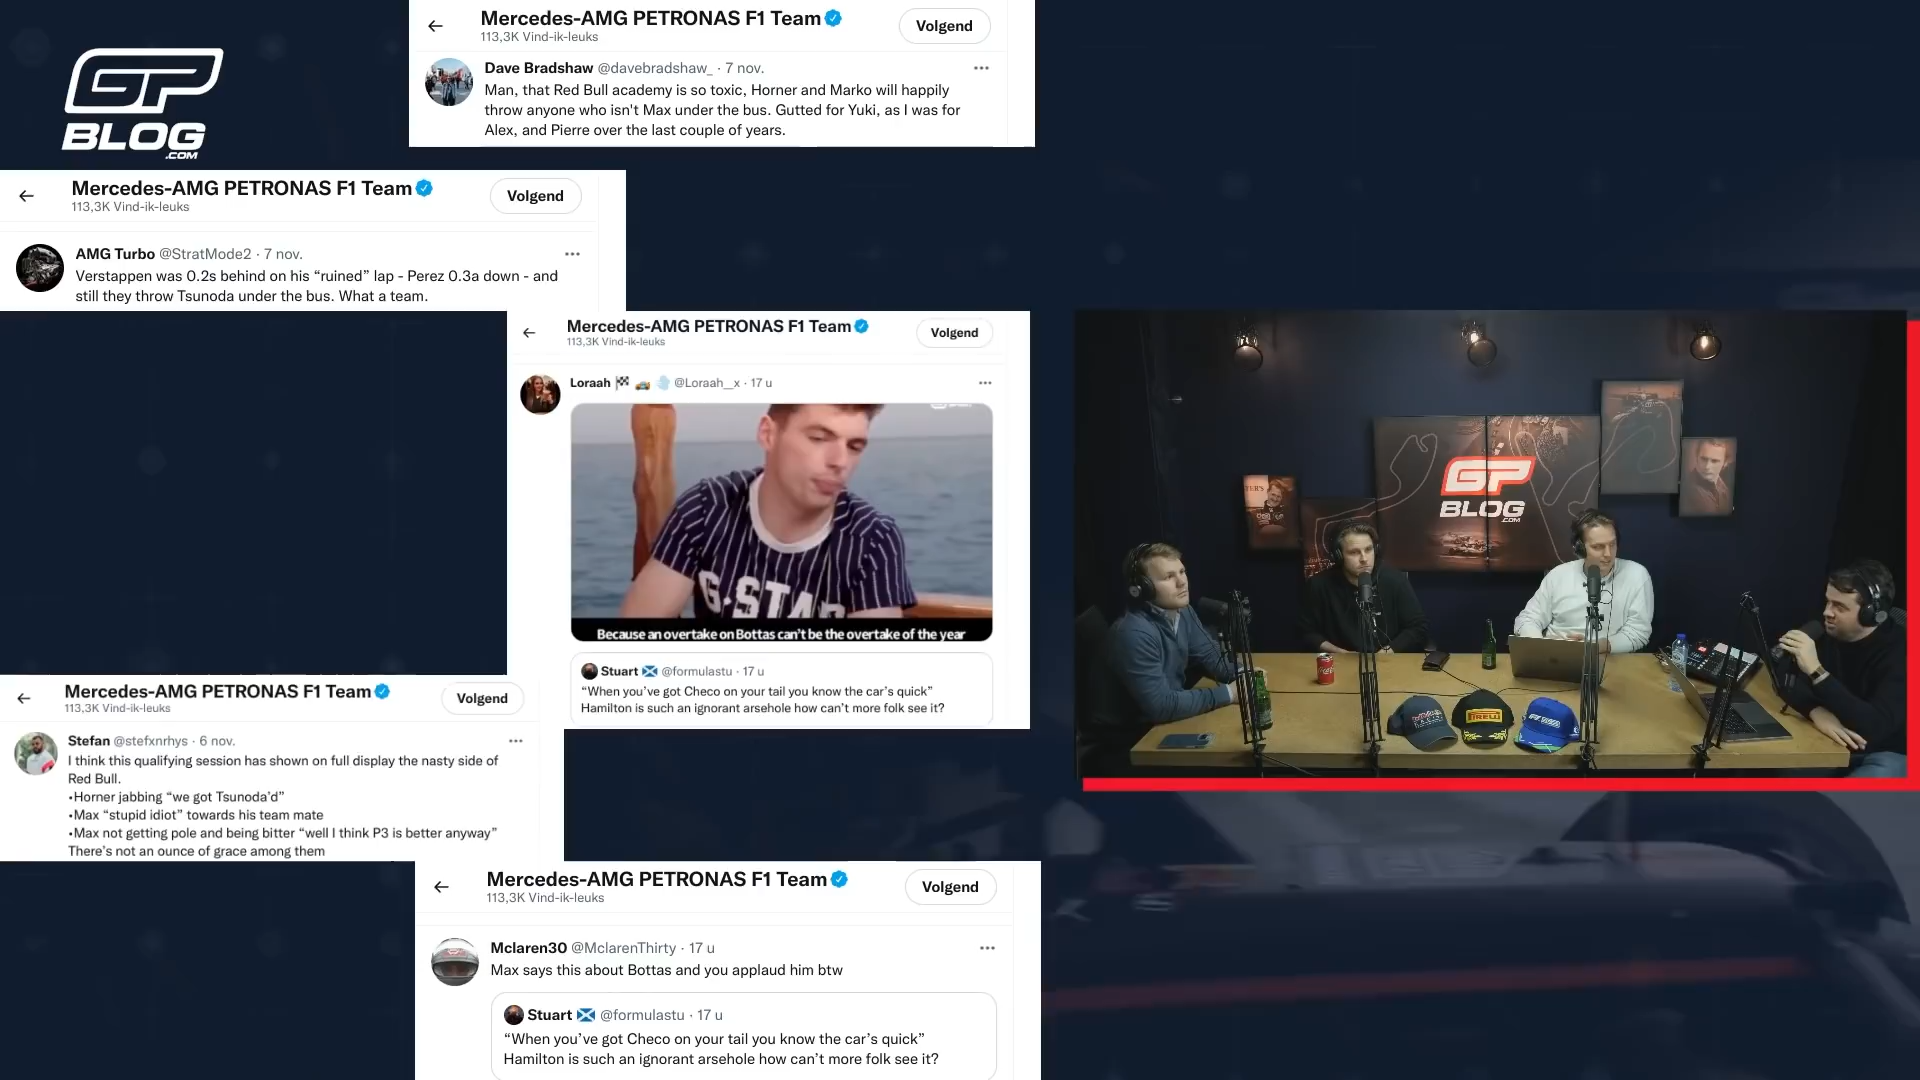 GP
BLOG
.COM
Mercedes-AMG PETRONAS F1 Team
113,3K Vind-ik-leuks
Volgend
Dave Bradshaw @davebradshaw_ · 7 nov.
Man, that Red Bull academy is so toxic, Horner and Marko will happily
throw anyone who isn't Max under the bus. Gutted for Yuki, as I was for
Alex, and Pierre over the last couple of years.
Mercedes-AMG PETRONAS F1 Team
113,3K Vind-ik-leuks
Volgend
AMG Turbo @StratMode2 · 7 nov.
Verstappen was 0.2s behind on his “ruined” lap - Perez 0.3a down - and
still they throw Tsunoda under the bus. What a team.
Mercedes-AMG PETRONAS F1 Team
113,3K Vind-ik-leuks
Volgend
Loraah @Loraah__x · 17 u
G-STAR
Because an overtake on Bottas can't be the overtake of the year
Stuart @formulastu · 17 u
“When you’ve got Checo on your tail you know the car’s quick”
Hamilton is such an ignorant arsehole how can’t more folk see it?
Mercedes-AMG PETRONAS F1 Team
113,3K Vind-ik-leuks
Volgend
Stefan @stefxnrhys · 6 nov.
I think this qualifying session has shown on full display the nasty side of
Red Bull.
•Horner jabbing “we got Tsunoda’d”
•Max “stupid idiot” towards his team mate
•Max not getting pole and being bitter “well I think P3 is better anyway”
There’s not an ounce of grace among them
Mercedes-AMG PETRONAS F1 Team
113,3K Vind-ik-leuks
Volgend
Mclaren30 @MclarenThirty · 17 u
Max says this about Bottas and you applaud him btw
Stuart @formulastu · 17 u
“When you’ve got Checo on your tail you know the car’s quick”
Hamilton is such an ignorant arsehole how can’t more folk see it?
GP
BLOG
.COM
PIRELLI